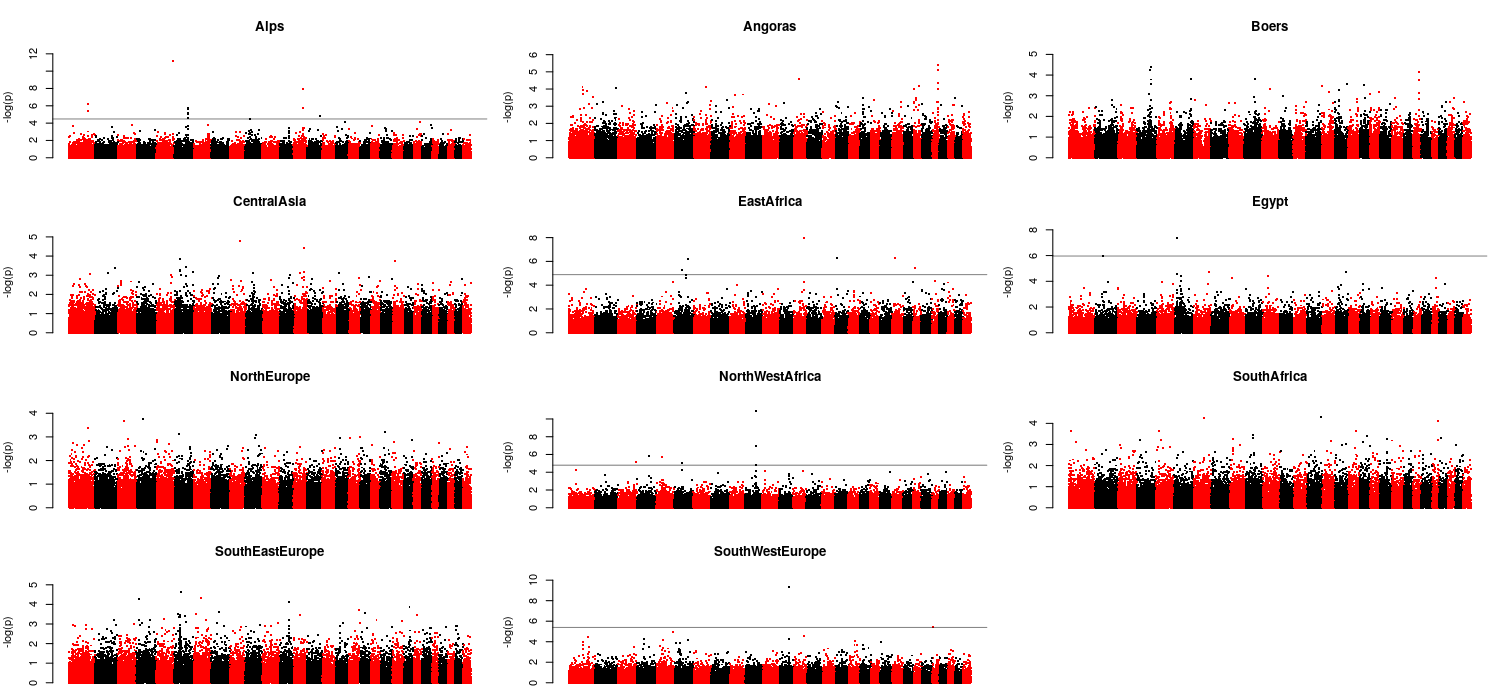 Alps
Angoras
Boers
-log(p)
0 2 4 6 8 12
-log(p)
0 1 2 3 4 5 6
-log(p)
0 1 2 3 4 5
CentralAsia
EastAfrica
Egypt
-log(p)
0 1 2 3 4 5
-log(p)
0 2 4 6 8
-log(p)
0 2 4 6 8
NorthEurope
NorthWestAfrica
SouthAfrica
-log(p)
0 1 2 3 4
-log(p)
0 2 4 6 8
-log(p)
0 1 2 3 4
SouthEastEurope
SouthWestEurope
-log(p)
0 1 2 3 4 5
-log(p)
0 2 4 6 8 10